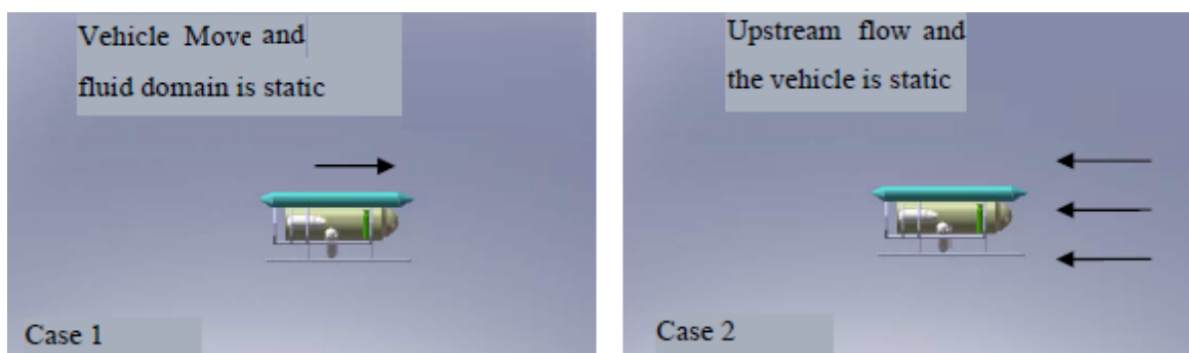 Vehicle Move and
fluid domain is static
Case 1
Upstream flow and
the vehicle is static
Case 2